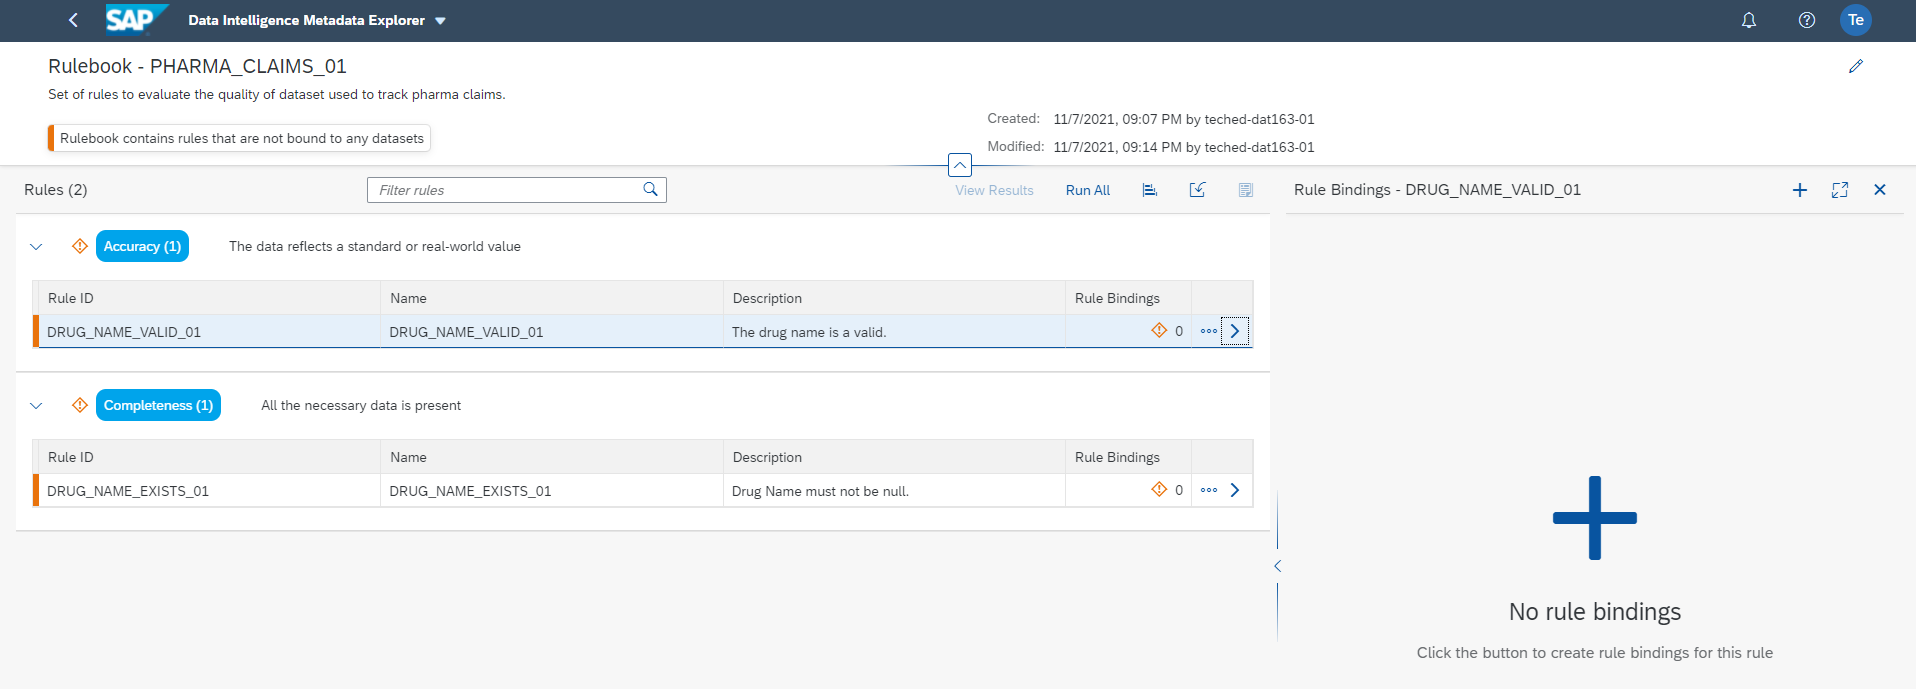 SAP Data Intelligence Metadata Explorer
Te
Rulebook - PHARMA_CLAIMS_01
Set of rules to evaluate the quality of dataset used to track pharma claims.
Rulebook contains rules that are not bound to any datasets
Created: 11/7/2021, 09:07 PM by teched-dat163-01
Modified: 11/7/2021, 09:14 PM by teched-dat163-01
Rules (2)
Filter rules
View Results
Run All
Accuracy (1) The data reflects a standard or real-world value
Rule ID Name Description Rule Bindings
DRUG_NAME_VALID_01 DRUG_NAME_VALID_01 The drug name is a valid. 0
Completeness (1) All the necessary data is present
Rule ID Name Description Rule Bindings
DRUG_NAME_EXISTS_01 DRUG_NAME_EXISTS_01 Drug Name must not be null. 0
Rule Bindings - DRUG_NAME_VALID_01
No rule bindings
Click the button to create rule bindings for this rule